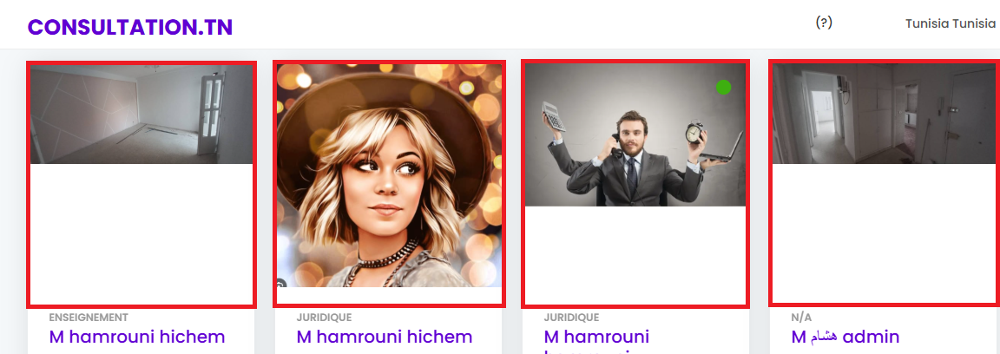 CONSULTATION.TN
(?)
Tunisia Tunisia
ENSEIGNEMENT
M hamrouni hichem
JURIDIQUE
M hamrouni hichem
JURIDIQUE
M hamrouni
N/A
M هشام admin